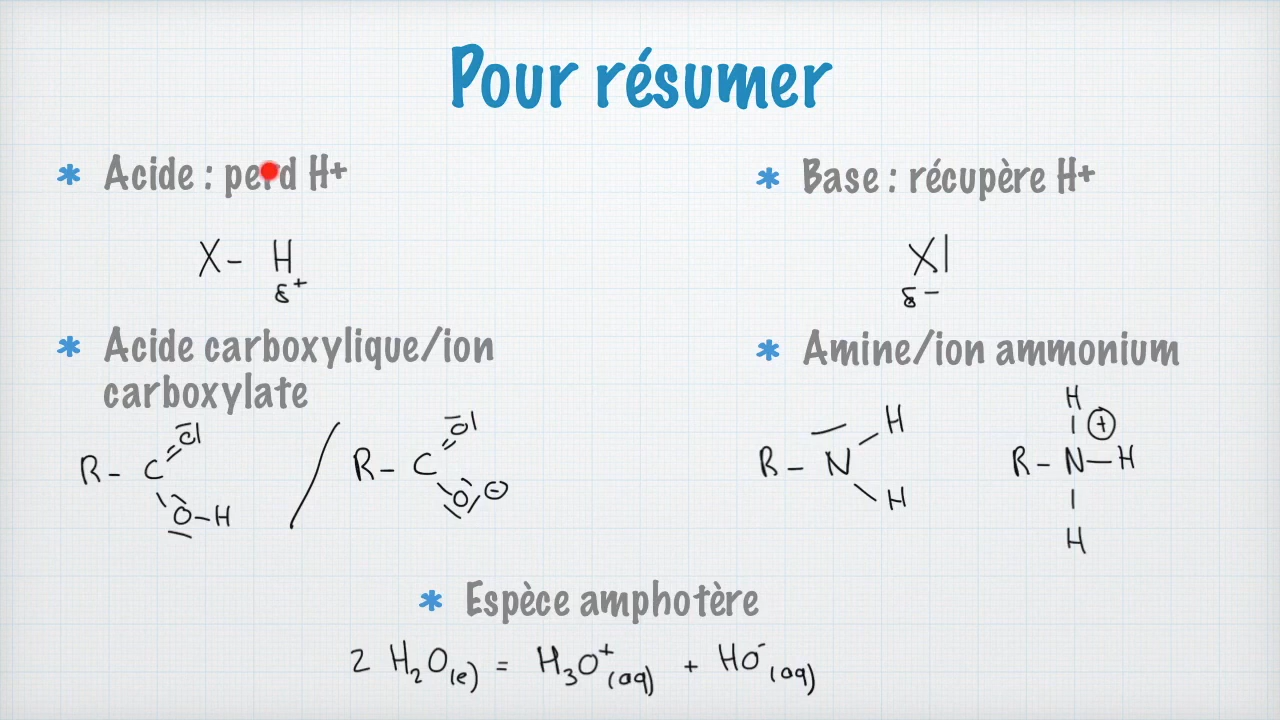 Pour résumer
* Acide : perd H+
* Base : récupère H+
X - H
δ+
X|
δ-
* Acide carboxylique/ion
carboxylate
* Amine/ion ammonium
R - C = O
O - H
/
R - C = O
O ⊖
R - N - H
H
H
R - N ⊕ - H
H
* Espèce amphotère
2 H₂O(l) = H₃O⁺(aq) + HO⁻(aq)